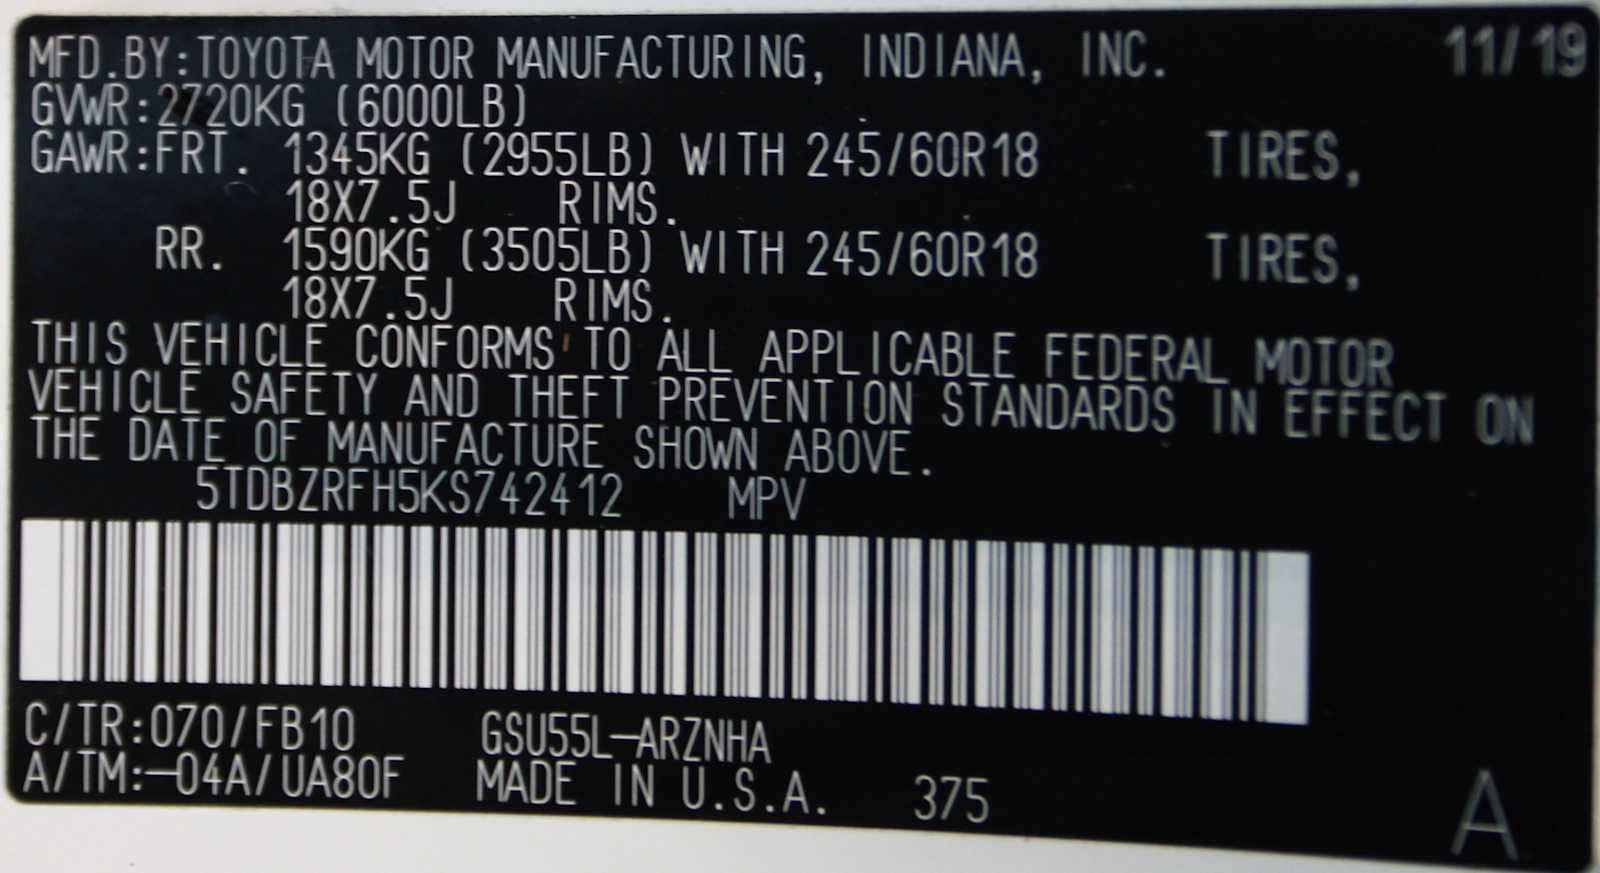 MFD.BY:TOYOTA MOTOR MANUFACTURING, INDIANA, INC. 11/19
GVWR:2720KG (6000LB)
GAWR:FRT. 1345KG (2955LB) WITH 245/60R18 TIRES,
18X7.5J RIMS.
RR. 1590KG (3505LB) WITH 245/60R18 TIRES,
18X7.5J RIMS.
THIS VEHICLE CONFORMS TO ALL APPLICABLE FEDERAL MOTOR
VEHICLE SAFETY AND THEFT PREVENTION STANDARDS IN EFFECT ON
THE DATE OF MANUFACTURE SHOWN ABOVE.
5TDBZRFH5KS742412 MPV
C/TR:070/FB10 GSU55L-ARZNHA
A/TM:-04A/UA80F MADE IN U.S.A. 375
A